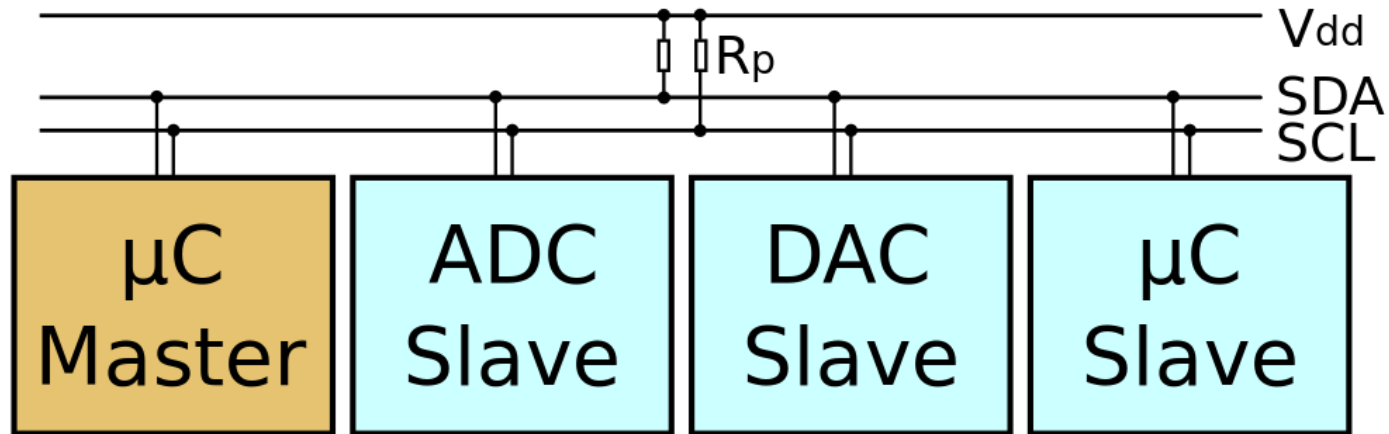 Vdd
Rp
SDA
SCL
µC
Master
ADC
Slave
DAC
Slave
µC
Slave